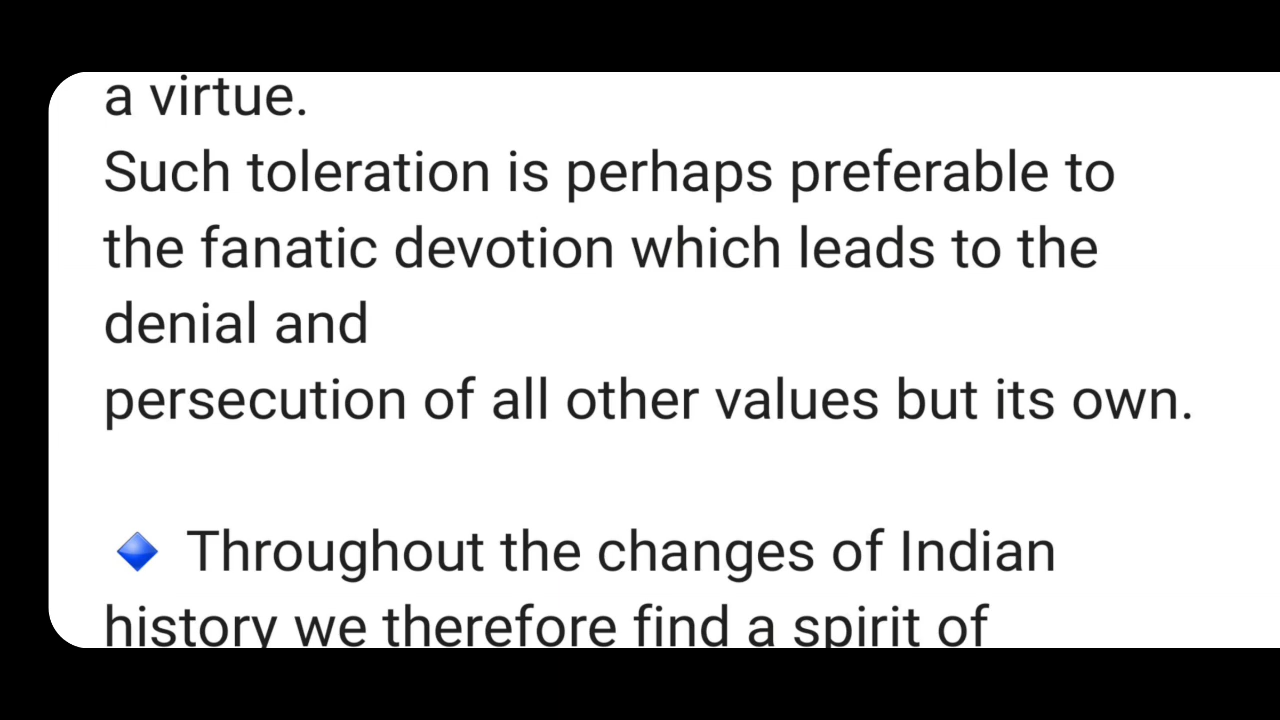 a virtue.
Such toleration is perhaps preferable to
the fanatic devotion which leads to the
denial and
persecution of all other values but its own.
🔹 Throughout the changes of Indian
history we therefore find a spirit of